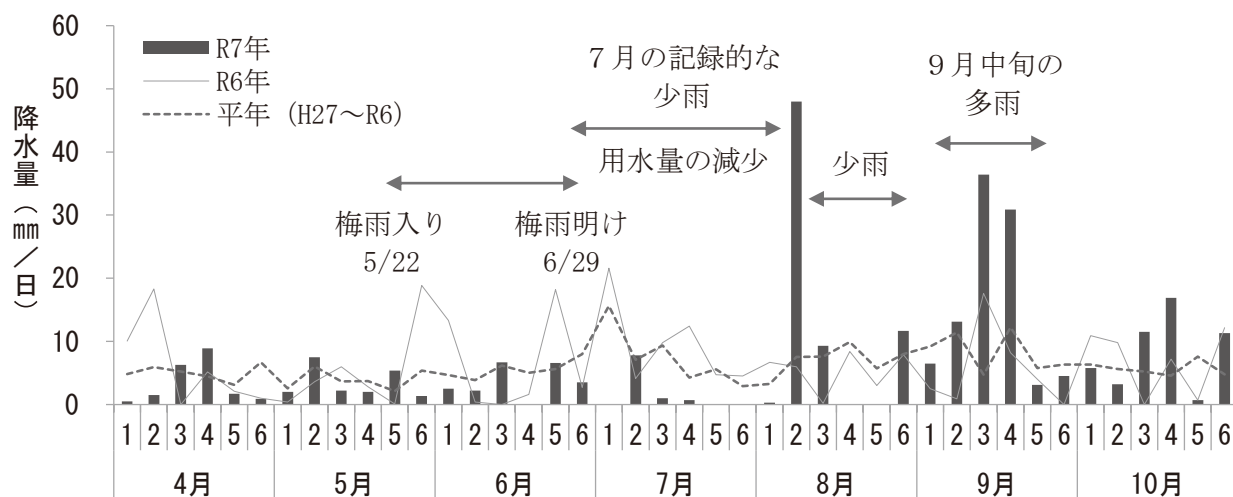 60
50
40
30
20
10
0
降水量（㎜／日）
R7年
R6年
平年（H27～R6）
７月の記録的な
少雨
用水量の減少
９月中旬の
多雨
少雨
梅雨入り
5/22
梅雨明け
6/29
1 2 3 4 5 6 1 2 3 4 5 6 1 2 3 4 5 6 1 2 3 4 5 6 1 2 3 4 5 6 1 2 3 4 5 6 1 2 3 4 5 6
4月 5月 6月 7月 8月 9月 10月